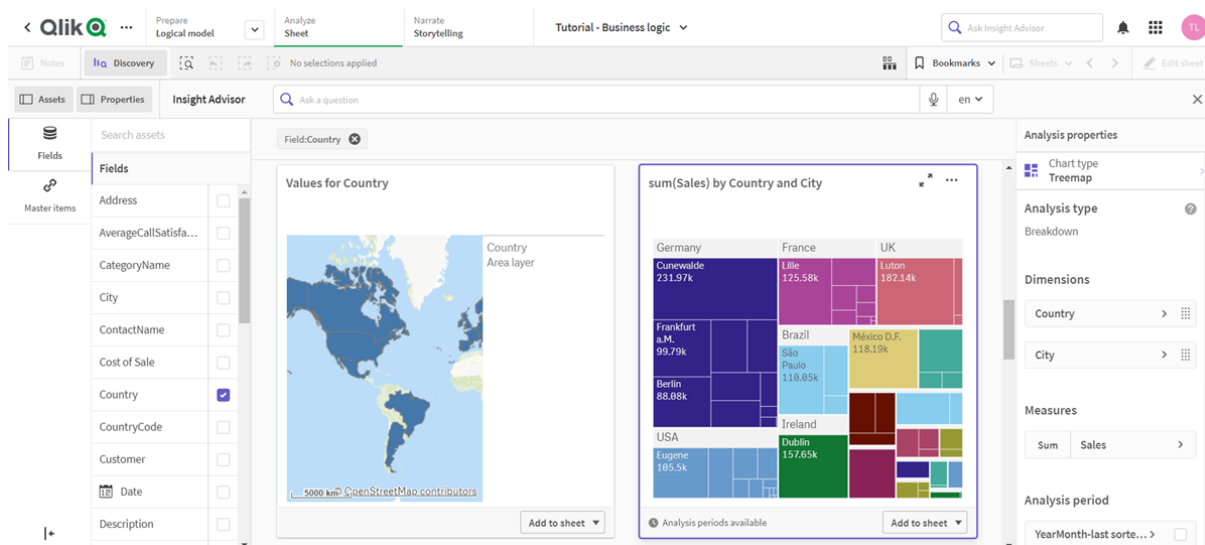 Qlik
Prepare
Logical model
Analyze
Sheet
Narrate
Storytelling
Tutorial - Business logic
Ask Insight Advisor
TL
Notes
Discovery
No selections applied
Bookmarks
Sheets
Edit sheet
Assets
Properties
Insight Advisor
Ask a question
en
Fields
Master items
Search assets
Fields
Address
AverageCallSatisfa...
CategoryName
City
ContactName
Cost of Sale
Country
CountryCode
Customer
Date
Description
Field:Country
Values for Country
Country
Area layer
5000 km
© OpenStreetMap contributors
Add to sheet
sum(Sales) by Country and City
Germany
Cunewalde
231.97k
Frankfurt
a.M.
99.79k
Berlin
88.08k
USA
Eugene
105.5k
France
Lille
125.58k
UK
Luton
182.14k
Brazil
São
Paulo
110.05k
México D.F.
118.19k
Ireland
Dublin
157.65k
Analysis periods available
Add to sheet
Analysis properties
Chart type
Treemap
Analysis type
Breakdown
Dimensions
Country
City
Measures
Sum
Sales
Analysis period
YearMonth-last sorte...